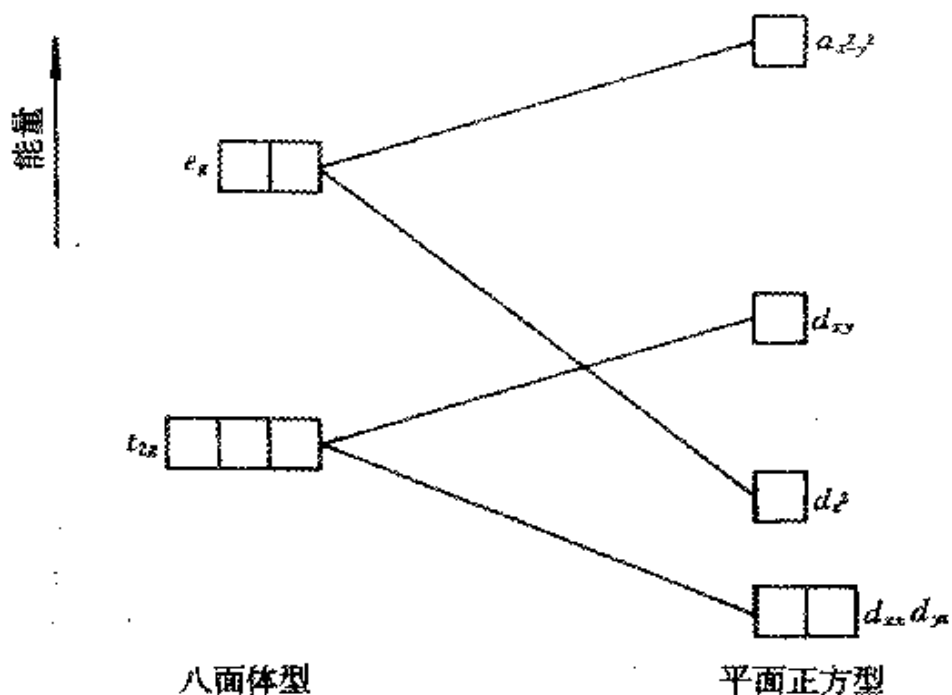 能量
a_{x²-y²}
e_g
d_{xy}
t_{2g}
d_{z²}
d_{xz} d_{yz}
八面体型
平面正方型